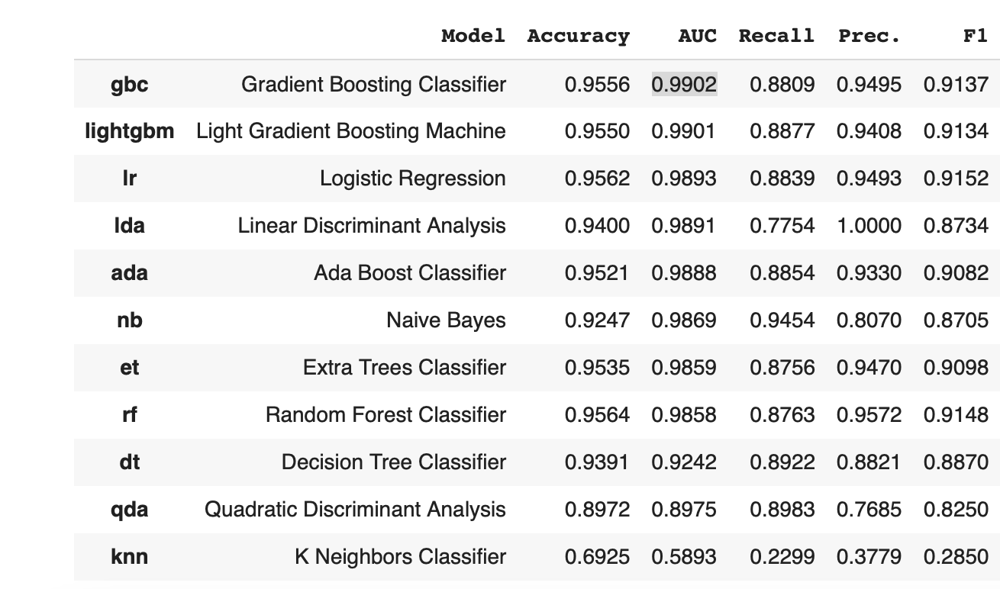 Model Accuracy AUC Recall Prec. F1
gbc Gradient Boosting Classifier 0.9556 0.9902 0.8809 0.9495 0.9137
lightgbm Light Gradient Boosting Machine 0.9550 0.9901 0.8877 0.9408 0.9134
lr Logistic Regression 0.9562 0.9893 0.8839 0.9493 0.9152
lda Linear Discriminant Analysis 0.9400 0.9891 0.7754 1.0000 0.8734
ada Ada Boost Classifier 0.9521 0.9888 0.8854 0.9330 0.9082
nb Naive Bayes 0.9247 0.9869 0.9454 0.8070 0.8705
et Extra Trees Classifier 0.9535 0.9859 0.8756 0.9470 0.9098
rf Random Forest Classifier 0.9564 0.9858 0.8763 0.9572 0.9148
dt Decision Tree Classifier 0.9391 0.9242 0.8922 0.8821 0.8870
qda Quadratic Discriminant Analysis 0.8972 0.8975 0.8983 0.7685 0.8250
knn K Neighbors Classifier 0.6925 0.5893 0.2299 0.3779 0.2850